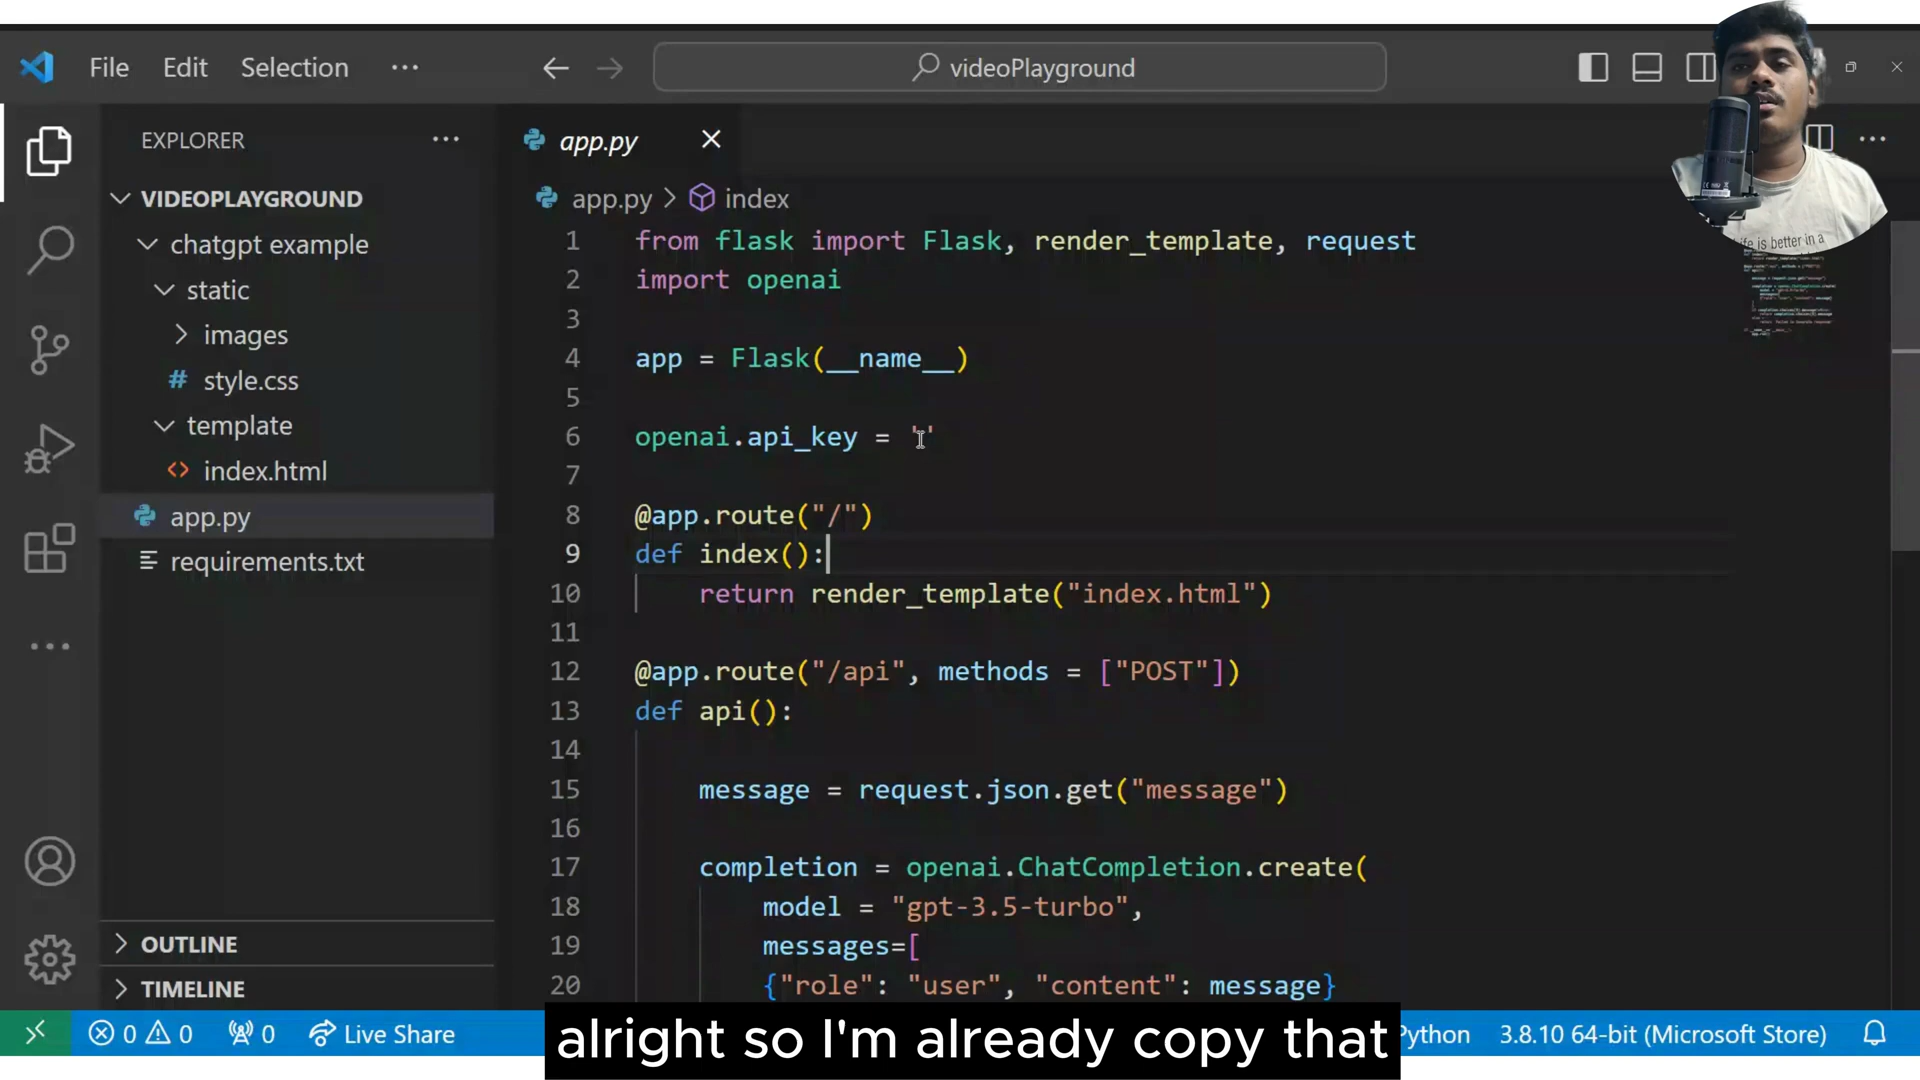 File Edit Selection ···
videoPlayground
EXPLORER ···
app.py
VIDEOPLAYGROUND
chatgpt example
static
images
# style.css
template
<> index.html
app.py
requirements.txt
OUTLINE
TIMELINE
app.py > index
1 from flask import Flask, render_template, request
2 import openai
3
4 app = Flask(__name__)
5
6 openai.api_key = ''
7
8 @app.route("/")
9 def index():
10 return render_template("index.html")
11
12 @app.route("/api", methods = ["POST"])
13 def api():
14
15 message = request.json.get("message")
16
17 completion = openai.ChatCompletion.create(
18 model = "gpt-3.5-turbo",
19 messages=[
20 {"role": "user", "content": message}
is better in a
0 0 0 Live Share
alright so I'm already copy that
Python 3.8.10 64-bit (Microsoft Store)